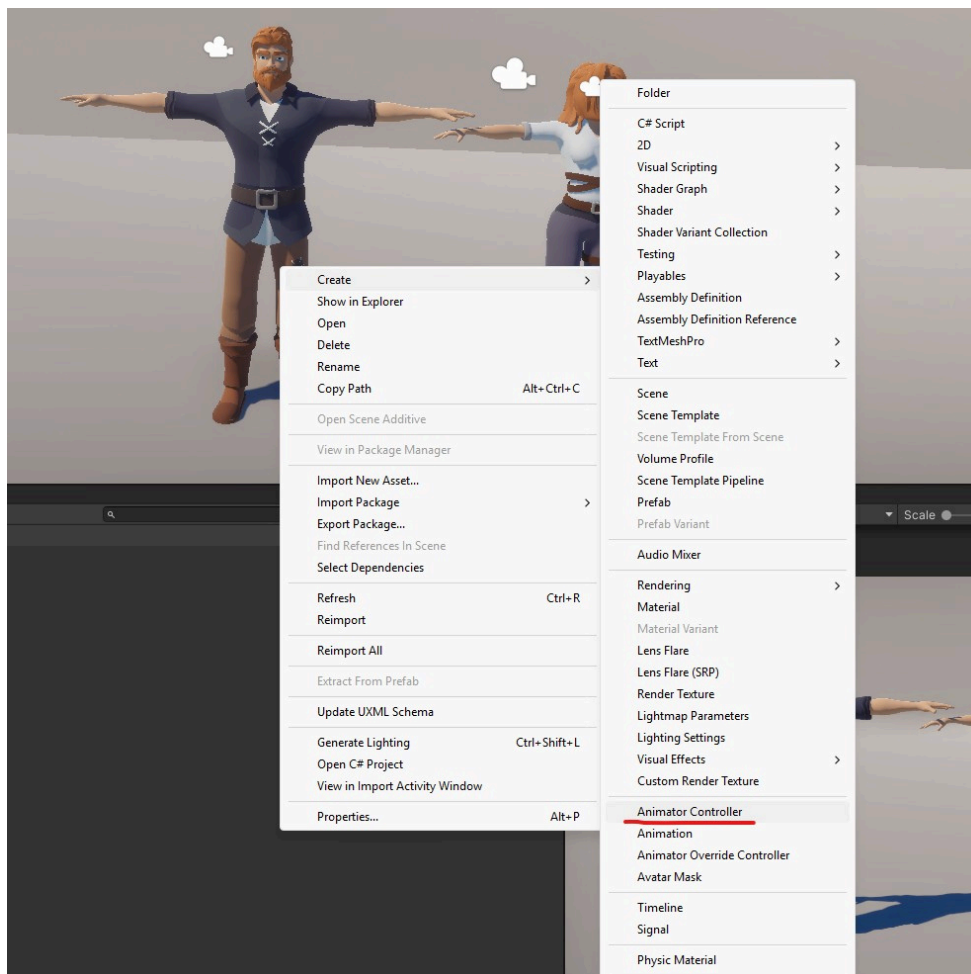 Create
Show in Explorer
Open
Delete
Rename
Copy Path Alt+Ctrl+C
Open Scene Additive
View in Package Manager
Import New Asset...
Import Package
Export Package...
Find References In Scene
Select Dependencies
Refresh Ctrl+R
Reimport
Reimport All
Extract From Prefab
Update UXML Schema
Generate Lighting Ctrl+Shift+L
Open C# Project
View in Import Activity Window
Properties... Alt+P
Folder
C# Script
2D
Visual Scripting
Shader Graph
Shader
Shader Variant Collection
Testing
Playables
Assembly Definition
Assembly Definition Reference
TextMeshPro
Text
Scene
Scene Template
Scene Template From Scene
Volume Profile
Scene Template Pipeline
Prefab
Prefab Variant
Audio Mixer
Rendering
Material
Material Variant
Lens Flare
Lens Flare (SRP)
Render Texture
Lightmap Parameters
Lighting Settings
Visual Effects
Custom Render Texture
Animator Controller
Animation
Animator Override Controller
Avatar Mask
Timeline
Signal
Physic Material
Scale